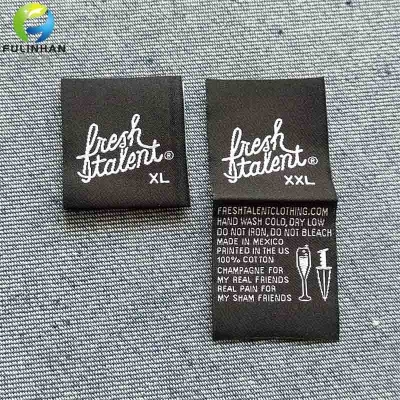 FULINHAN
fresh
talent®
XL
fresh
talent®
XXL
FRESHTALENTCLOTHING.COM
HAND WASH COLD, DRY LOW
DO NOT IRON, DO NOT BLEACH
MADE IN MEXICO
PRINTED IN THE US
100% COTTON
CHAMPAGNE FOR
MY REAL FRIENDS
REAL PAIN FOR
MY SHAM FRIENDS